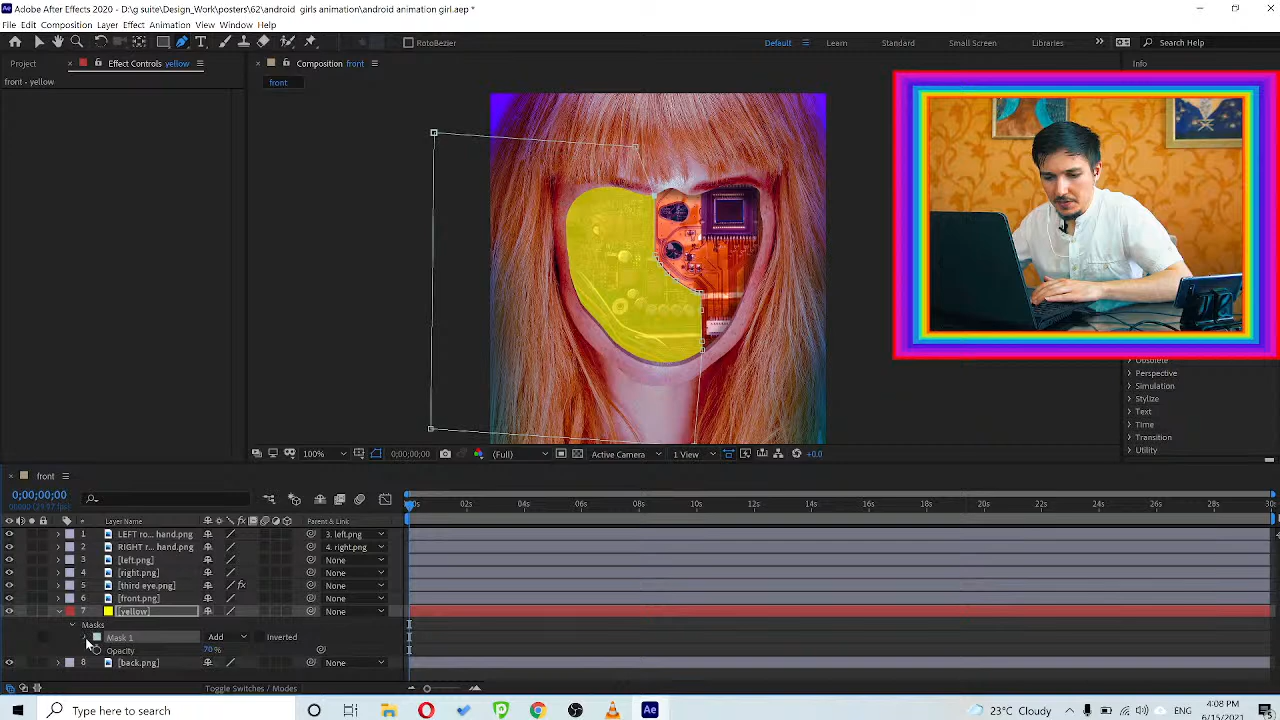 Adobe After Effects 2020 - D:\g suite\Design_Work\posters\62\android girls animation\android animation girl.aep *
File Edit Composition Layer Effect Animation View Window Help
RotoBezier Default Learn Standard Small Screen Libraries Search Help
Project Effect Controls yellow Composition front Info
front - yellow front
Perspective
Simulation
Stylize
Text
Time
Transition
Utility
100% 0;00;00;00 (Full) Active Camera 1 View +0.0
front
0;00;00;00
00000 (29.97 fps)
02s 04s 06s 08s 10s 12s 14s 16s 18s 20s 22s 24s 26s 28s 30s
Layer Name Parent & Link
1 LEFT ro... hand.png 3. left.png
2 RIGHT r... hand.png 4. right.png
3 [left.png] None
4 [right.png] None
5 [third eye.png] None
6 [front.png] None
7 [yellow] None
Masks
Mask 1 Add Inverted
Opacity 70%
8 [back.png] None
Toggle Switches / Modes
Type here to search Ae 23°C Cloudy 4:08 PM